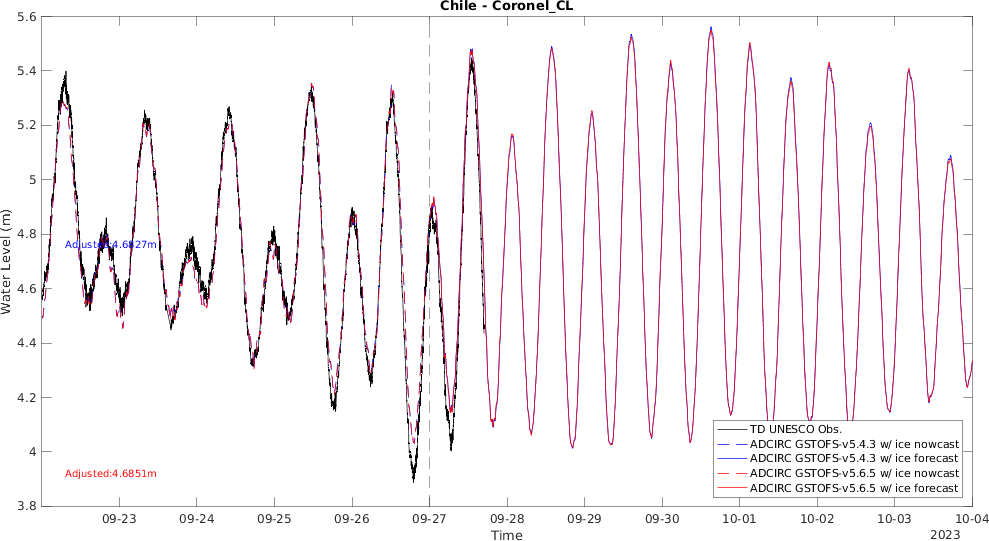 Chile - Coronel_CL
5.6
5.4
5.2
5
4.8
4.6
4.4
4.2
4
3.8
Water Level (m)
Adjusted:4.6827m
Adjusted:4.6851m
TD UNESCO Obs.
ADCIRC GSTOFS-v5.4.3 w/ ice nowcast
ADCIRC GSTOFS-v5.4.3 w/ ice forecast
ADCIRC GSTOFS-v5.6.5 w/ ice nowcast
ADCIRC GSTOFS-v5.6.5 w/ ice forecast
09-23 09-24 09-25 09-26 09-27 09-28 09-29 09-30 10-01 10-02 10-03 10-04
Time
2023